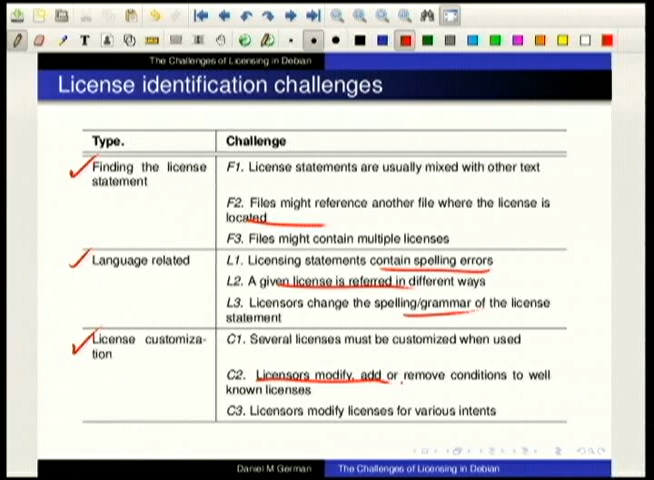 The Challenges of Licensing in Debian
License identification challenges
Type. Challenge
Finding the license F1. License statements are usually mixed with other text
statement
F2. Files might reference another file where the license is
located
F3. Files might contain multiple licenses
Language related L1. Licensing statements contain spelling errors
L2. A given license is referred in different ways
L3. Licensors change the spelling/grammar of the license
statement
License customiza- C1. Several licenses must be customized when used
tion
C2. Licensors modify, add or remove conditions to well
known licenses
C3. Licensors modify licenses for various intents
Daniel M German The Challenges of Licensing in Debian